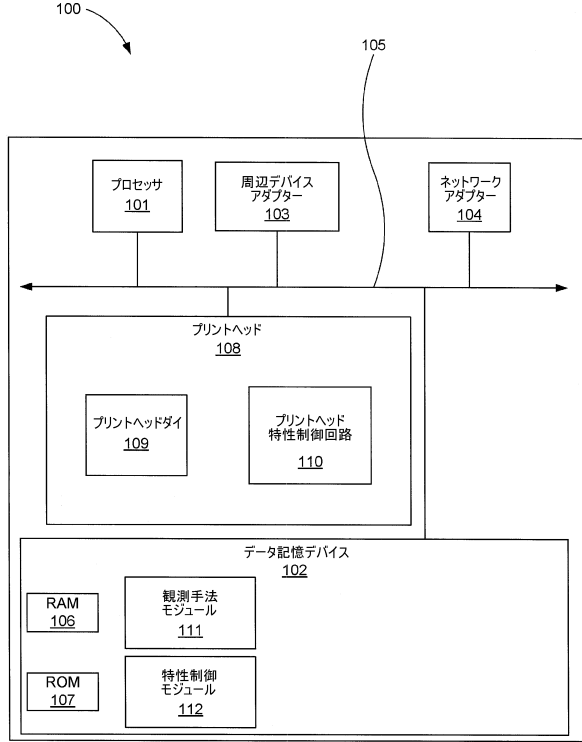 100
105
プロセッサ
101
周辺デバイス
アダプター
103
ネットワーク
アダプター
104
プリントヘッド
108
プリントヘッドダイ
109
プリントヘッド
特性制御回路
110
データ記憶デバイス
102
RAM
106
観測手法
モジュール
111
ROM
107
特性制御
モジュール
112